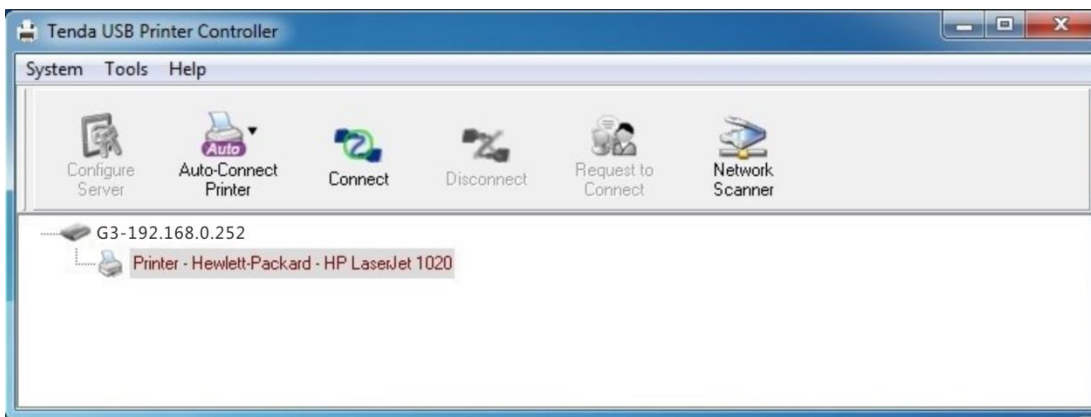 Tenda USB Printer Controller
System Tools Help
Configure Server
Auto
Auto-Connect Printer
Connect
Disconnect
Request to Connect
Network Scanner
G3-192.168.0.252
Printer - Hewlett-Packard - HP LaserJet 1020